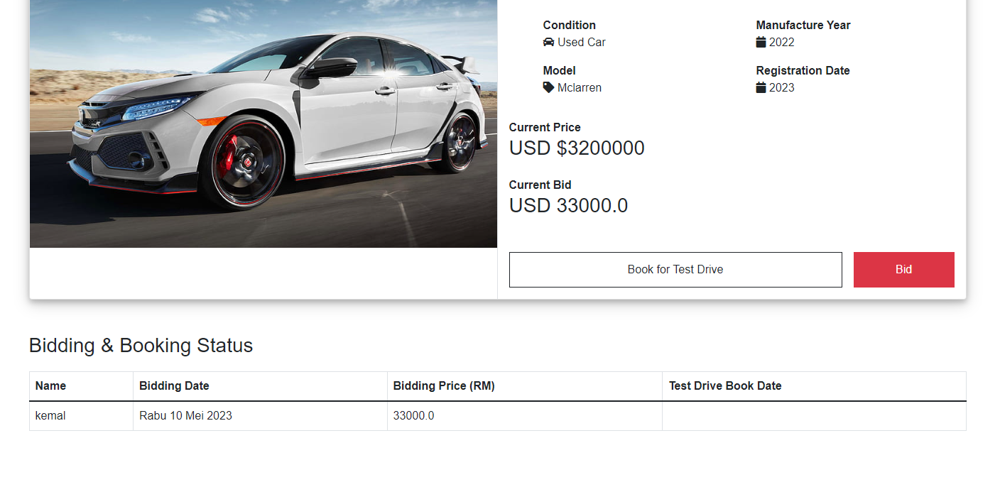 Condition
Used Car
Manufacture Year
2022
Model
Mclarren
Registration Date
2023
Current Price
USD $3200000
Current Bid
USD 33000.0
Book for Test Drive
Bid
Bidding & Booking Status
Name Bidding Date Bidding Price (RM) Test Drive Book Date
kemal Rabu 10 Mei 2023 33000.0